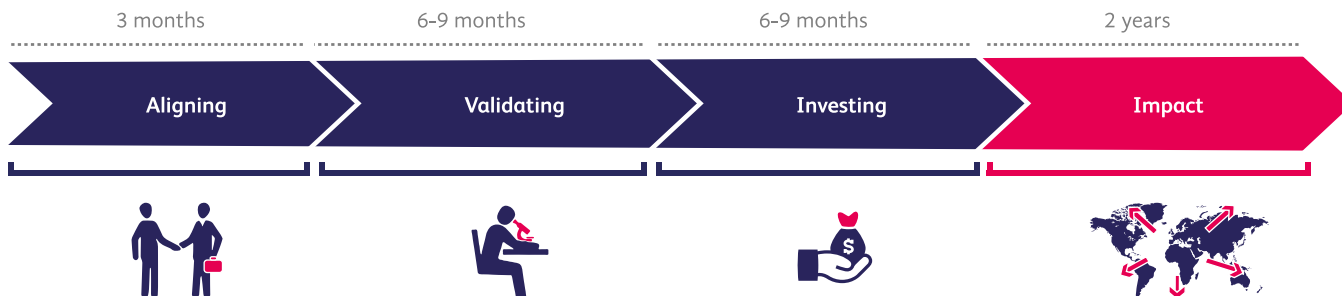 3 months
6-9 months
6-9 months
2 years
Aligning
Validating
Investing
Impact
$